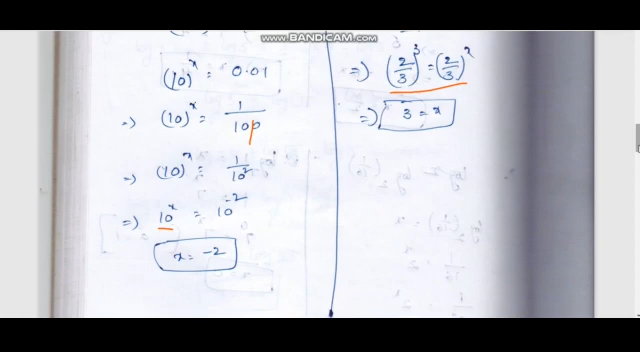 WWW.BANDICAM.COM
(10)^x = 0.01
=> (10)^x = 1/100
=> (10)^x = 1/10^2
=> 10^x = 10^-2
x = -2
=> (2/3)^3 = (2/3)^x
=> 3 = x